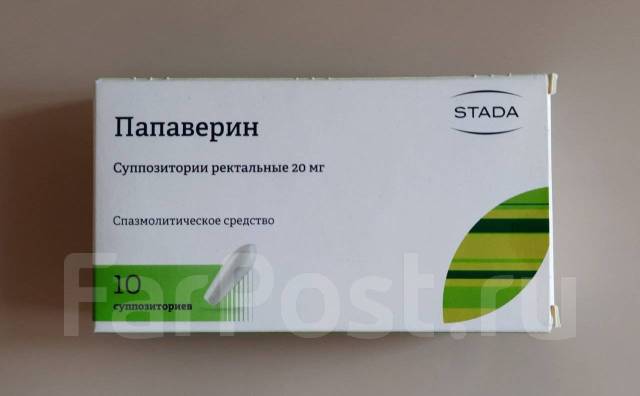 STADA
Папаверин
Суппозитории ректальные 20 мг
Спазмолитическое средство
10
суппозиториев
FarPost.ru